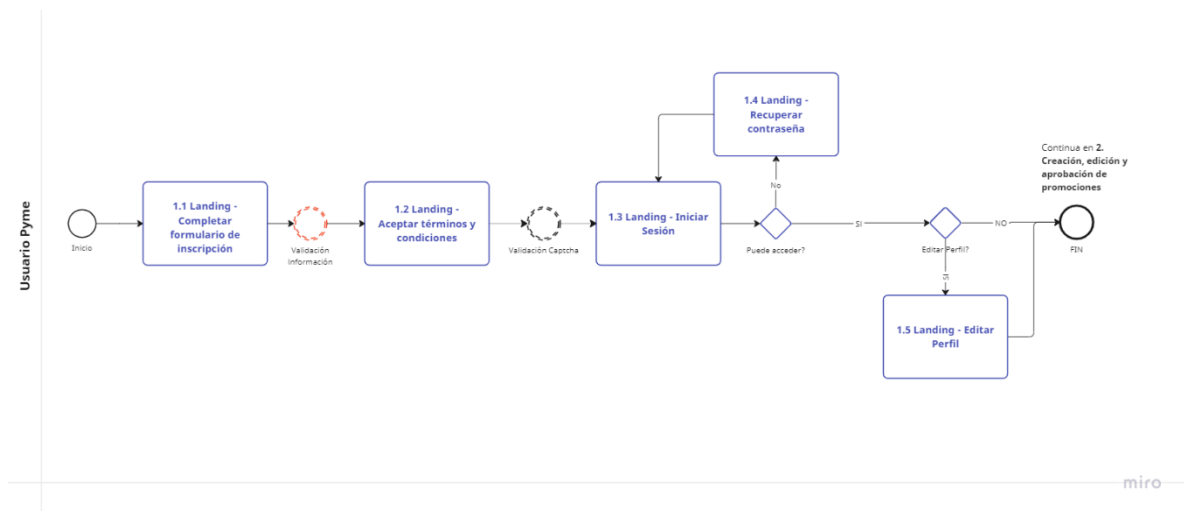 Usuario Pyme
Inicio
1.1 Landing -
Completar
formulario de
inscripción
Validación
información
1.2 Landing -
Aceptar términos y
condiciones
Validación Captcha
1.3 Landing - Iniciar
Sesión
1.4 Landing -
Recuperar
contraseña
No
Puede acceder?
SI
Editar Perfil?
SI
NO
1.5 Landing - Editar
Perfil
Continua en 2.
Creación, edición y
aprobación de
promociones
FIN
miro